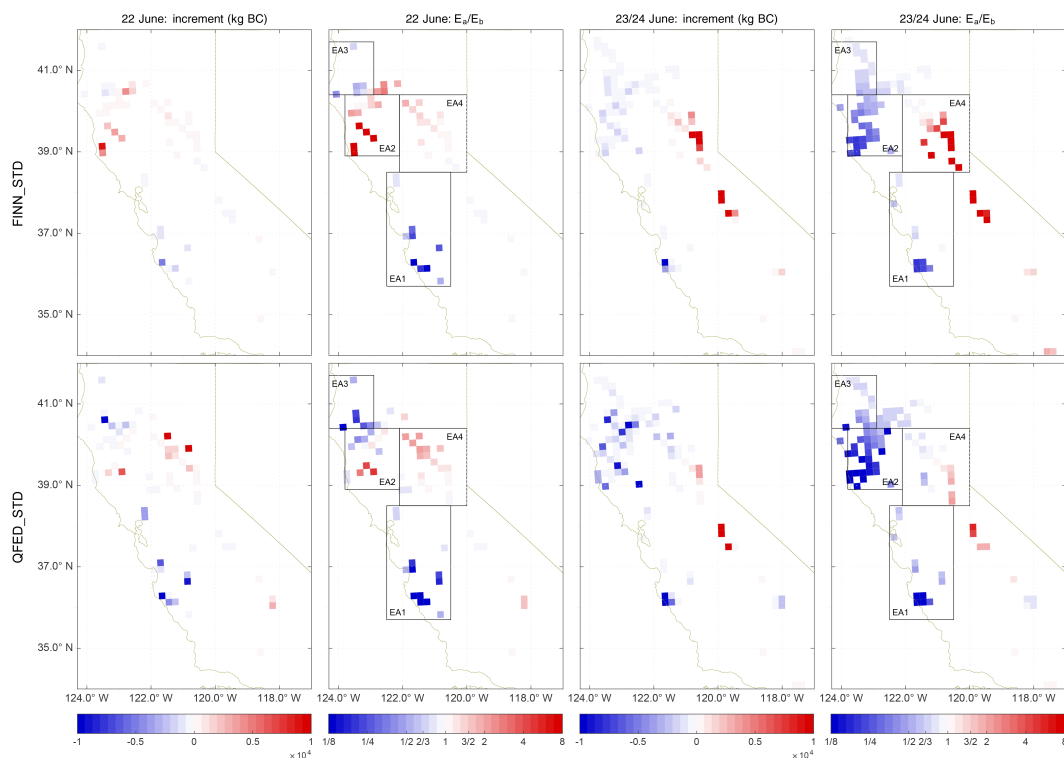 22 June: increment (kg BC)
22 June: Eₐ/E_b
23/24 June: increment (kg BC)
23/24 June: Eₐ/E_b
FINN_STD
41.0° N
39.0° N
37.0° N
35.0° N
EA3
EA4
EA2
EA1
EA3
EA4
EA2
EA1
QFED_STD
41.0° N
39.0° N
37.0° N
35.0° N
EA3
EA4
EA2
EA1
EA3
EA4
EA2
EA1
124.0° W 122.0° W 120.0° W 118.0° W
124.0° W 122.0° W 120.0° W 118.0° W
124.0° W 122.0° W 120.0° W 118.0° W
124.0° W 122.0° W 120.0° W 118.0° W
-1 -0.5 0 0.5 1
× 10⁴
1/8 1/4 1/2 2/3 1 3/2 2 4 8
-1 -0.5 0 0.5 1
× 10⁴
1/8 1/4 1/2 2/3 1 3/2 2 4 8